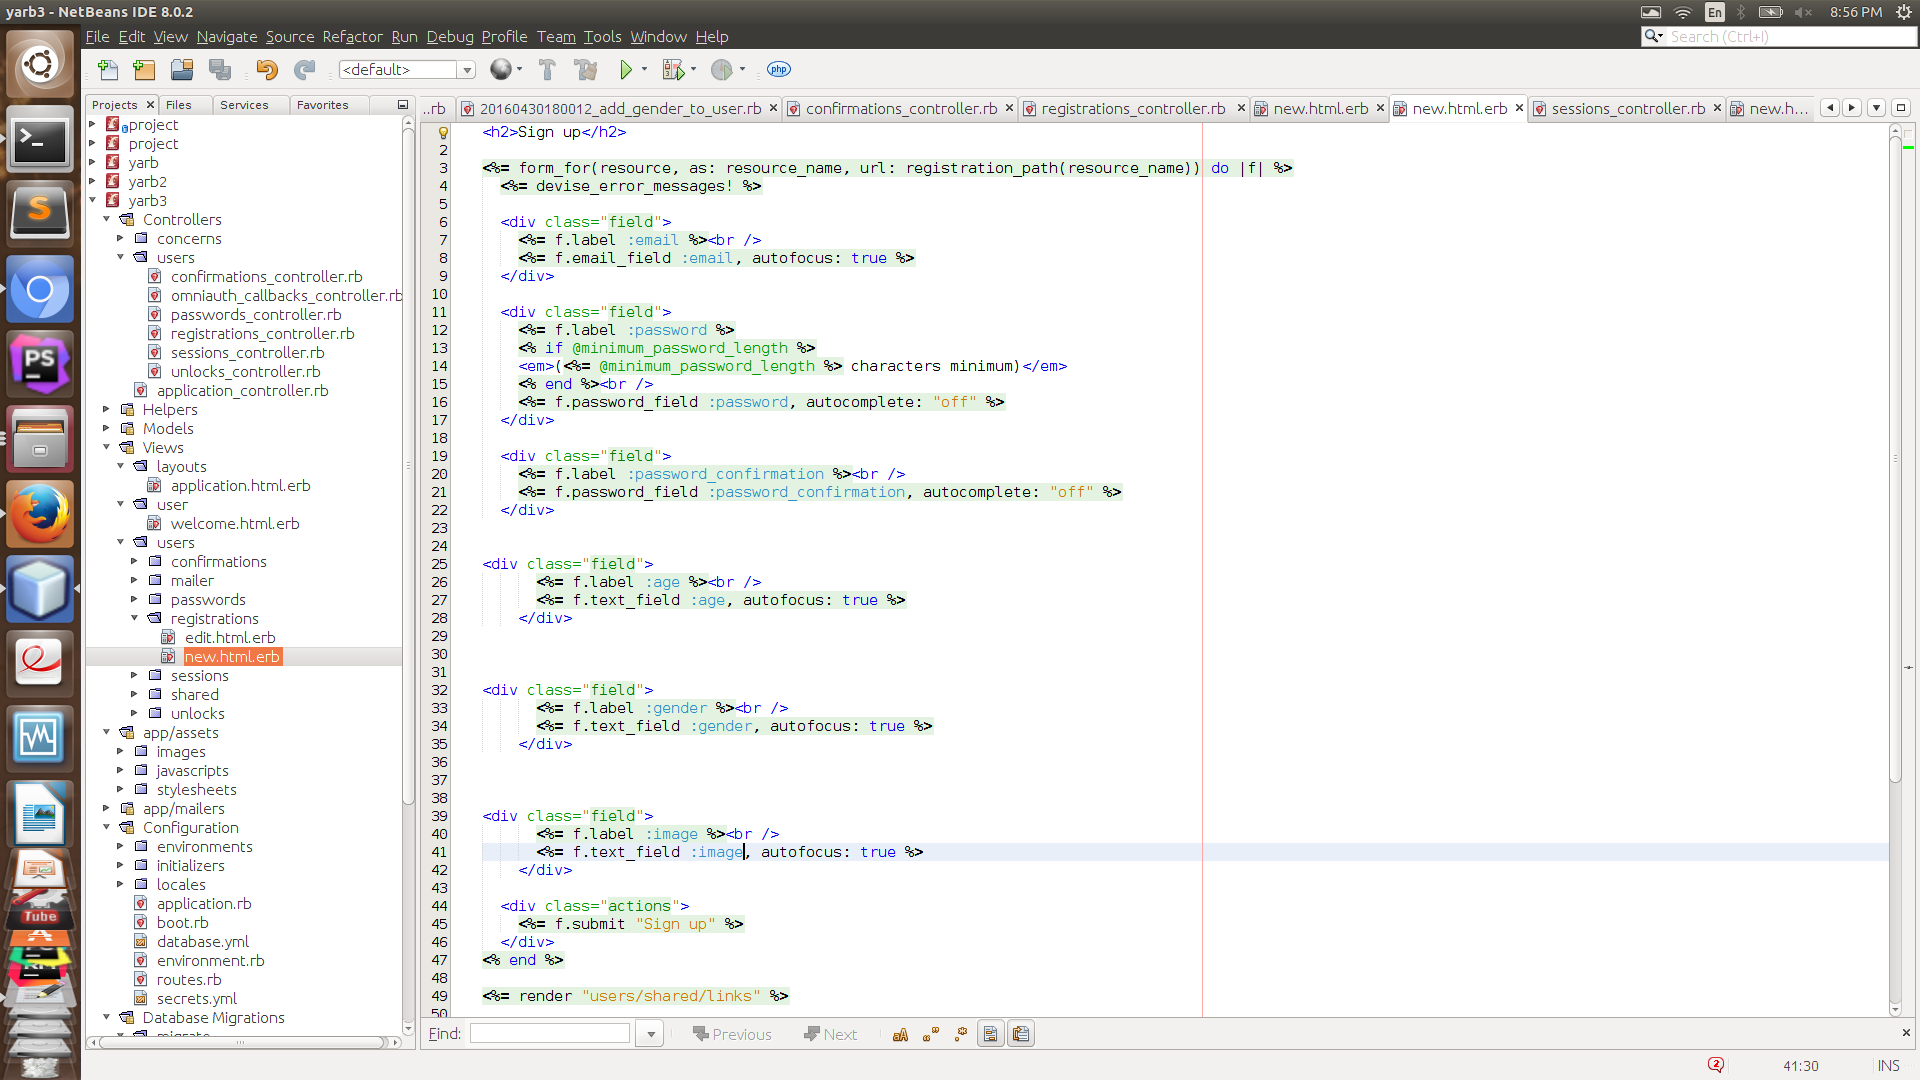 yarb3 - NetBeans IDE 8.0.2
En
8:56 PM
File Edit View Navigate Source Refactor Run Debug Profile Team Tools Window Help
Search (Ctrl+I)
<default>
php
Projects
Files
Services
Favorites
..rb
20160430180012_add_gender_to_user.rb
confirmations_controller.rb
registrations_controller.rb
new.html.erb
new.html.erb
sessions_controller.rb
new.h...
project
project
yarb
yarb2
yarb3
Controllers
concerns
users
confirmations_controller.rb
omniauth_callbacks_controller.rb
passwords_controller.rb
registrations_controller.rb
sessions_controller.rb
unlocks_controller.rb
application_controller.rb
Helpers
Models
Views
layouts
application.html.erb
user
welcome.html.erb
users
confirmations
mailer
passwords
registrations
edit.html.erb
new.html.erb
sessions
shared
unlocks
app/assets
images
javascripts
stylesheets
app/mailers
Configuration
environments
initializers
locales
application.rb
boot.rb
database.yml
environment.rb
routes.rb
secrets.yml
Database Migrations
migrate
<h2>Sign up</h2>
2
3 <%= form_for(resource, as: resource_name, url: registration_path(resource_name)) do |f| %>
4 <%= devise_error_messages! %>
5
6 <div class="field">
7 <%= f.label :email %><br />
8 <%= f.email_field :email, autofocus: true %>
9 </div>
10
11 <div class="field">
12 <%= f.label :password %>
13 <% if @minimum_password_length %>
14 <em>(<%= @minimum_password_length %> characters minimum)</em>
15 <% end %><br />
16 <%= f.password_field :password, autocomplete: "off" %>
17 </div>
18
19 <div class="field">
20 <%= f.label :password_confirmation %><br />
21 <%= f.password_field :password_confirmation, autocomplete: "off" %>
22 </div>
23
24
25 <div class="field">
26 <%= f.label :age %><br />
27 <%= f.text_field :age, autofocus: true %>
28 </div>
29
30
31
32 <div class="field">
33 <%= f.label :gender %><br />
34 <%= f.text_field :gender, autofocus: true %>
35 </div>
36
37
38
39 <div class="field">
40 <%= f.label :image %><br />
41 <%= f.text_field :image, autofocus: true %>
42 </div>
43
44 <div class="actions">
45 <%= f.submit "Sign up" %>
46 </div>
47 <% end %>
48
49 <%= render "users/shared/links" %>
50
Find:
Previous
Next
2
41:30
INS
PS
Tube